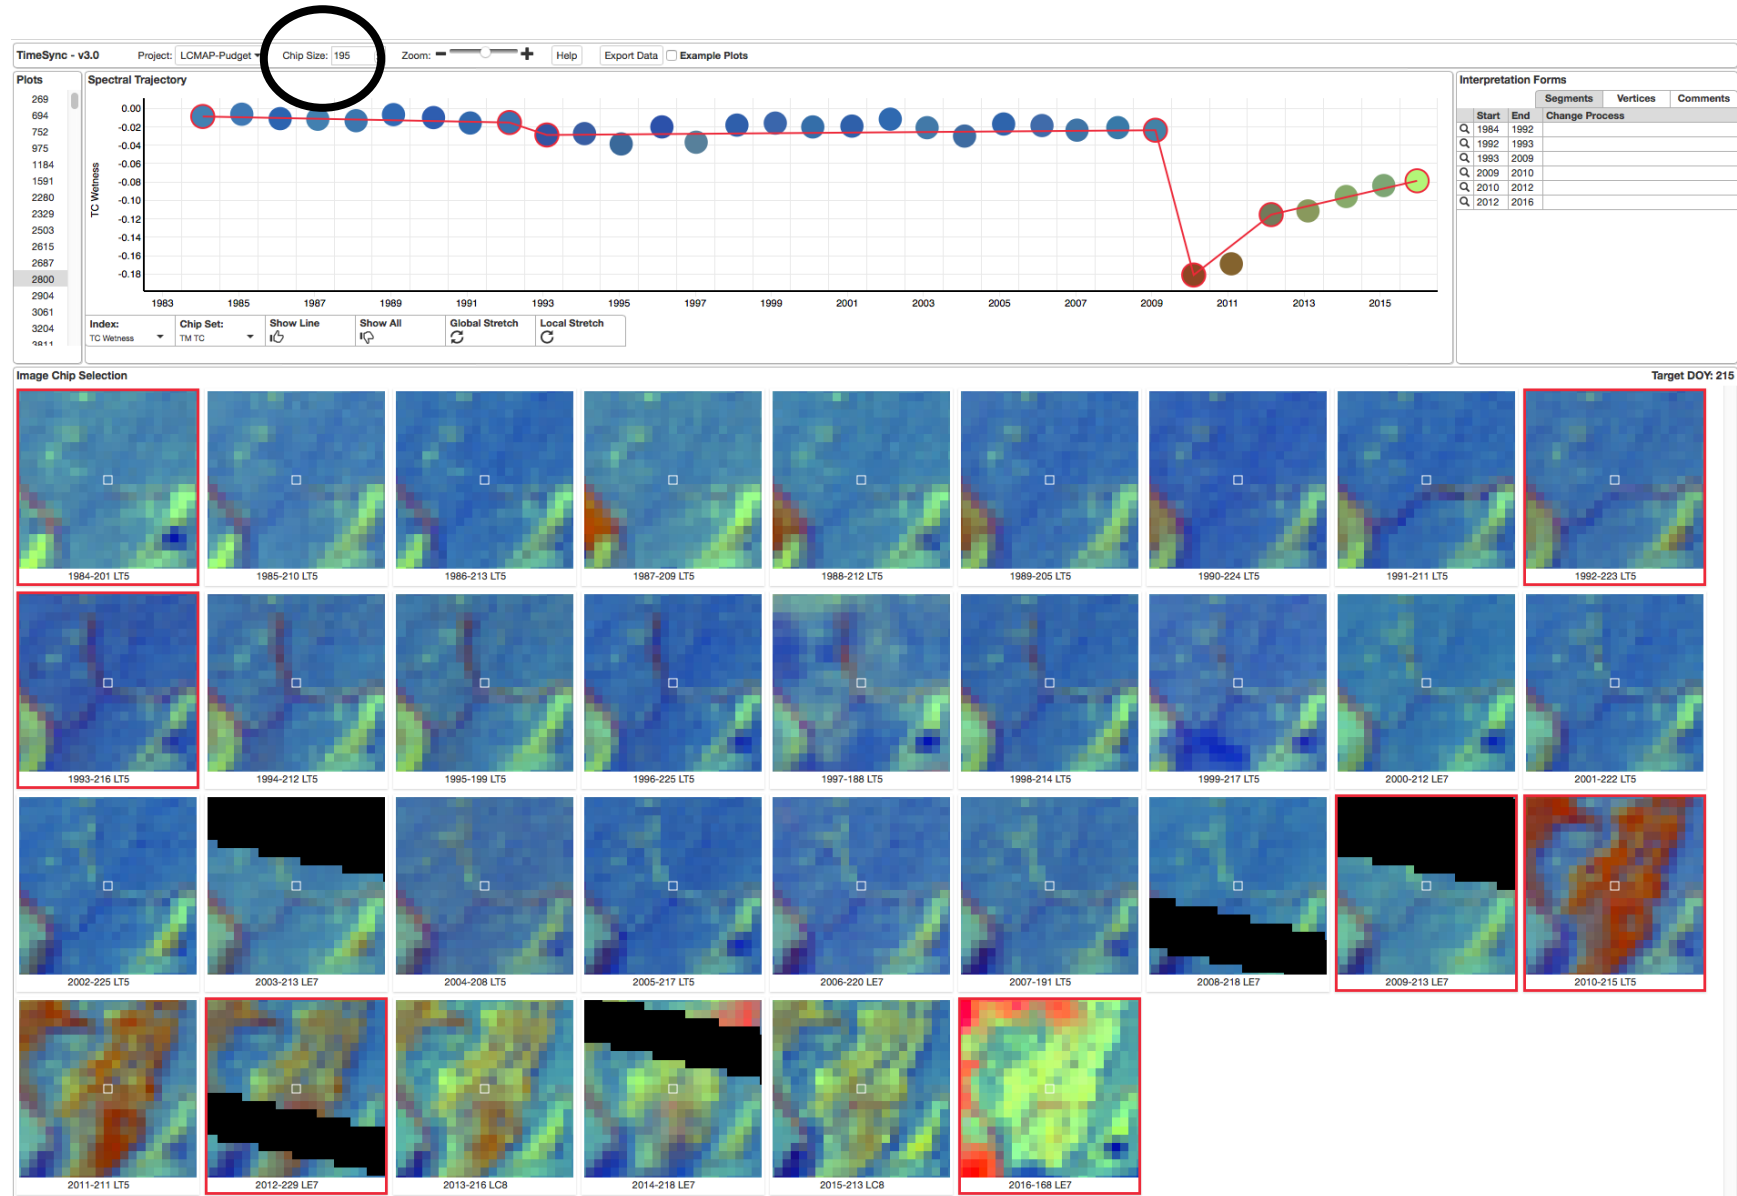 TimeSync - v3.0 Project: LCMAP-Pudget Chip Size: 195 Zoom: Help Export Data Example Plots
Plots
269
694
752
975
1184
1591
2280
2329
2503
2615
2687
2800
2904
3061
3204
3811
Spectral Trajectory
TC Wetness
0.00
-0.02
-0.04
-0.06
-0.08
-0.10
-0.12
-0.14
-0.16
-0.18
1983 1985 1987 1989 1991 1993 1995 1997 1999 2001 2003 2005 2007 2009 2011 2013 2015
Index: Chip Set: Show Line Show All Global Stretch Local Stretch
TC Wetness TM TC
Interpretation Forms
Segments Vertices Comments
Start End Change Process
1984 1992
1992 1993
1993 2009
2009 2010
2010 2012
2012 2016
Image Chip Selection Target DOY: 215
1984-201 LT5 1985-210 LT5 1986-213 LT5 1987-209 LT5 1988-212 LT5 1989-205 LT5 1990-224 LT5 1991-211 LT5 1992-223 LT5
1993-216 LT5 1994-212 LT5 1995-199 LT5 1996-225 LT5 1997-188 LT5 1998-214 LT5 1999-217 LT5 2000-212 LE7 2001-222 LT5
2002-225 LT5 2003-213 LE7 2004-208 LT5 2005-217 LT5 2006-220 LE7 2007-191 LT5 2008-218 LE7 2009-213 LE7 2010-215 LT5
2011-211 LT5 2012-229 LE7 2013-216 LC8 2014-218 LE7 2015-213 LC8 2016-168 LE7